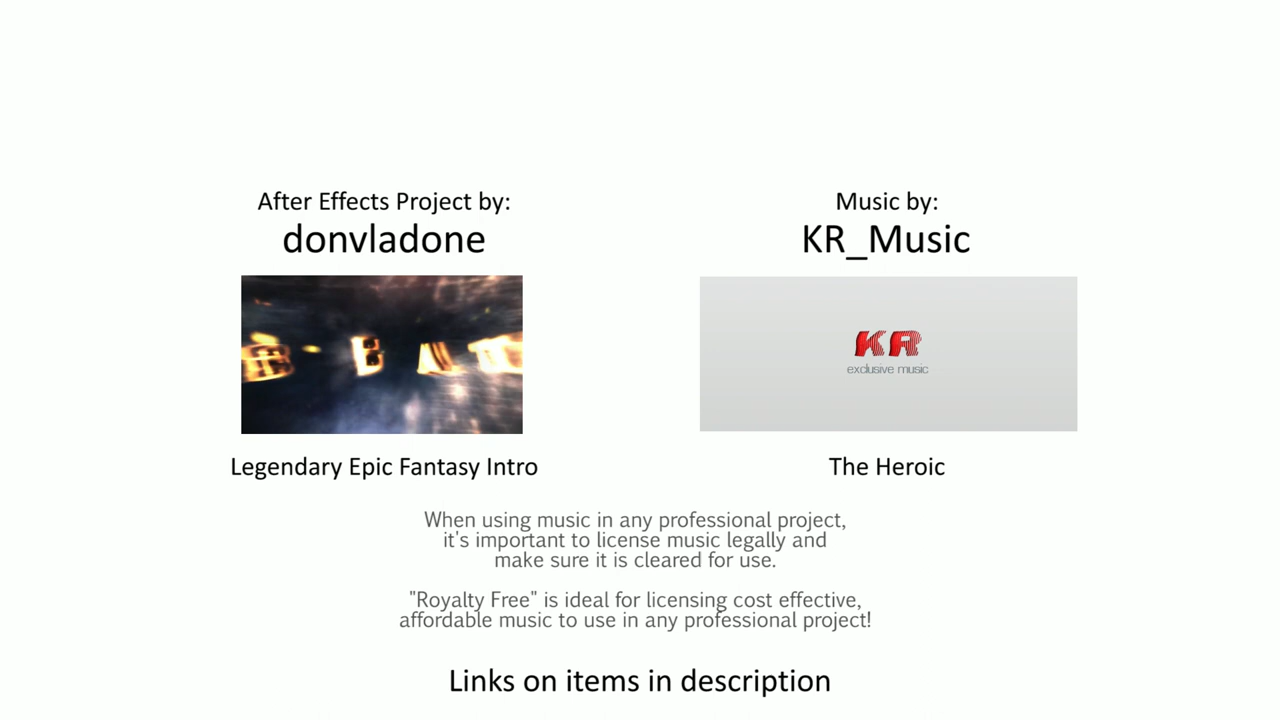 After Effects Project by:
donvladone
Legendary Epic Fantasy Intro
Music by:
KR_Music
KR
exclusive music
The Heroic
When using music in any professional project,
it's important to license music legally and
make sure it is cleared for use.
"Royalty Free" is ideal for licensing cost effective,
affordable music to use in any professional project!
Links on items in description